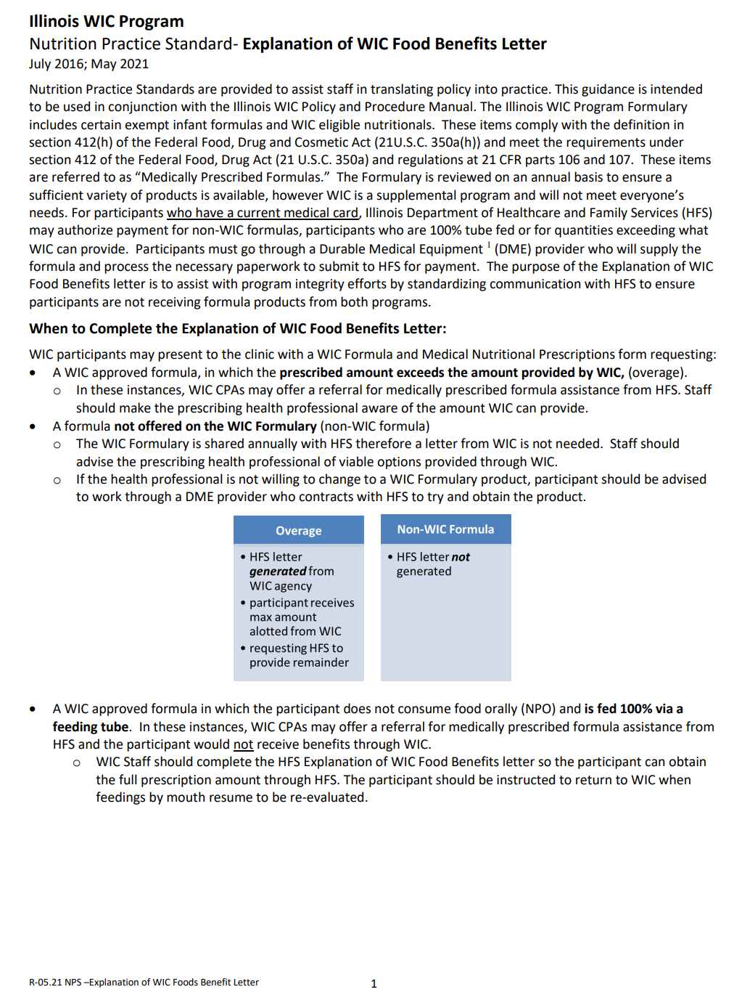 Illinois WIC Program
Nutrition Practice Standard- Explanation of WIC Food Benefits Letter
July 2016; May 2021
Nutrition Practice Standards are provided to assist staff in translating policy into practice. This guidance is intended
to be used in conjunction with the Illinois WIC Policy and Procedure Manual. The Illinois WIC Program Formulary
includes certain exempt infant formulas and WIC eligible nutritionals.  These items comply with the definition in
section 412(h) of the Federal Food, Drug and Cosmetic Act (21U.S.C. 350a(h)) and meet the requirements under
section 412 of the Federal Food, Drug Act (21 U.S.C. 350a) and regulations at 21 CFR parts 106 and 107.  These items
are referred to as “Medically Prescribed Formulas.”  The Formulary is reviewed on an annual basis to ensure a
sufficient variety of products is available, however WIC is a supplemental program and will not meet everyone’s
needs. For participants who have a current medical card, Illinois Department of Healthcare and Family Services (HFS)
may authorize payment for non-WIC formulas, participants who are 100% tube fed or for quantities exceeding what
WIC can provide.  Participants must go through a Durable Medical Equipment ¹ (DME) provider who will supply the
formula and process the necessary paperwork to submit to HFS for payment.  The purpose of the Explanation of WIC
Food Benefits letter is to assist with program integrity efforts by standardizing communication with HFS to ensure
participants are not receiving formula products from both programs.
When to Complete the Explanation of WIC Food Benefits Letter:
WIC participants may present to the clinic with a WIC Formula and Medical Nutritional Prescriptions form requesting:
• A WIC approved formula, in which the prescribed amount exceeds the amount provided by WIC, (overage).
o In these instances, WIC CPAs may offer a referral for medically prescribed formula assistance from HFS. Staff
should make the prescribing health professional aware of the amount WIC can provide.
• A formula not offered on the WIC Formulary (non-WIC formula)
o The WIC Formulary is shared annually with HFS therefore a letter from WIC is not needed.  Staff should
advise the prescribing health professional of viable options provided through WIC.
o If the health professional is not willing to change to a WIC Formulary product, participant should be advised
to work through a DME provider who contracts with HFS to try and obtain the product.
Overage
• HFS letter
generated from
WIC agency
• participant receives
max amount
alotted from WIC
• requesting HFS to
provide remainder
Non-WIC Formula
• HFS letter not
generated
• A WIC approved formula in which the participant does not consume food orally (NPO) and is fed 100% via a
feeding tube.  In these instances, WIC CPAs may offer a referral for medically prescribed formula assistance from
HFS and the participant would not receive benefits through WIC.
o WIC Staff should complete the HFS Explanation of WIC Food Benefits letter so the participant can obtain
the full prescription amount through HFS. The participant should be instructed to return to WIC when
feedings by mouth resume to be re-evaluated.
R-05.21 NPS –Explanation of WIC Foods Benefit Letter
1